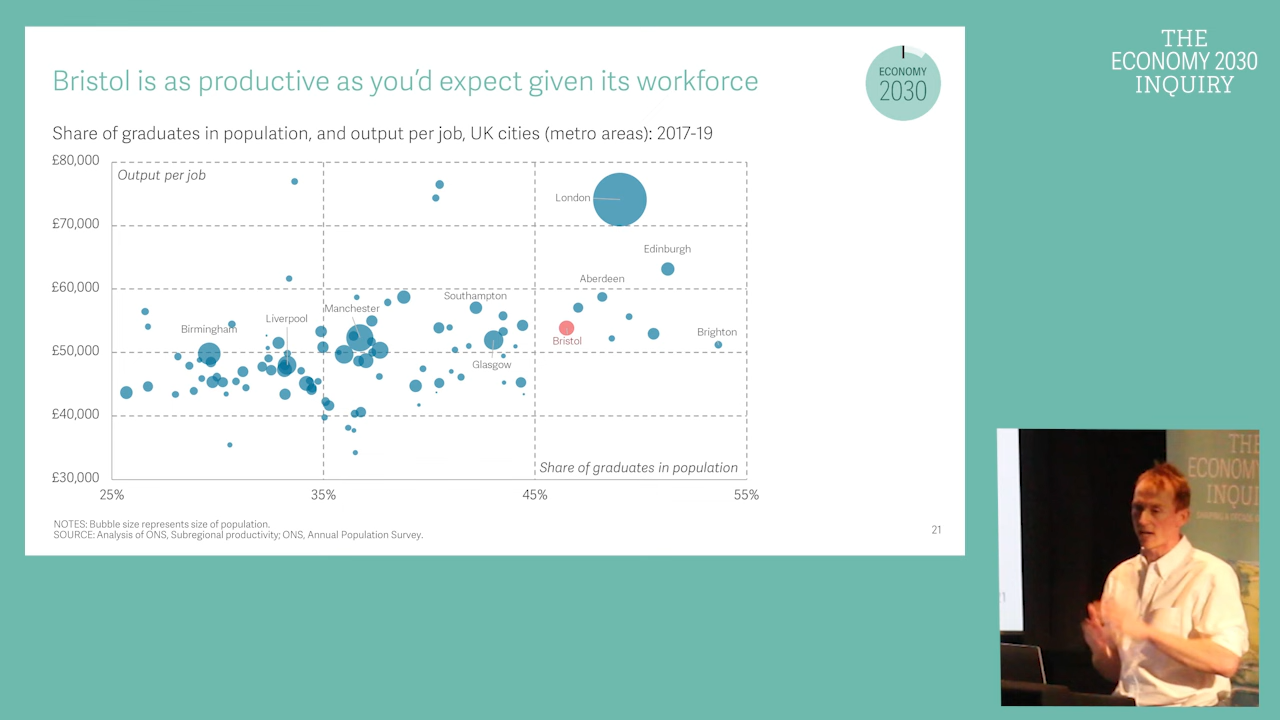 THE
ECONOMY 2030
INQUIRY
Bristol is as productive as you'd expect given its workforce
ECONOMY
2030
Share of graduates in population, and output per job, UK cities (metro areas): 2017-19
£80,000
Output per job
£70,000
£60,000
£50,000
£40,000
£30,000
London
Edinburgh
Aberdeen
Southampton
Manchester
Liverpool
Birmingham
Bristol
Brighton
Glasgow
Share of graduates in population
25%
35%
45%
55%
NOTES: Bubble size represents size of population.
SOURCE: Analysis of ONS, Subregional productivity; ONS, Annual Population Survey.
21
THE
ECONOM
INQUI